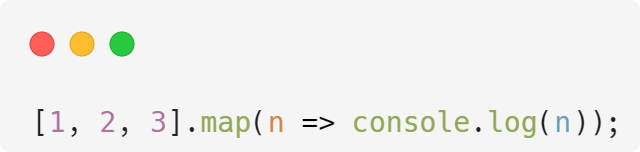 [1, 2, 3].map(n => console.log(n));